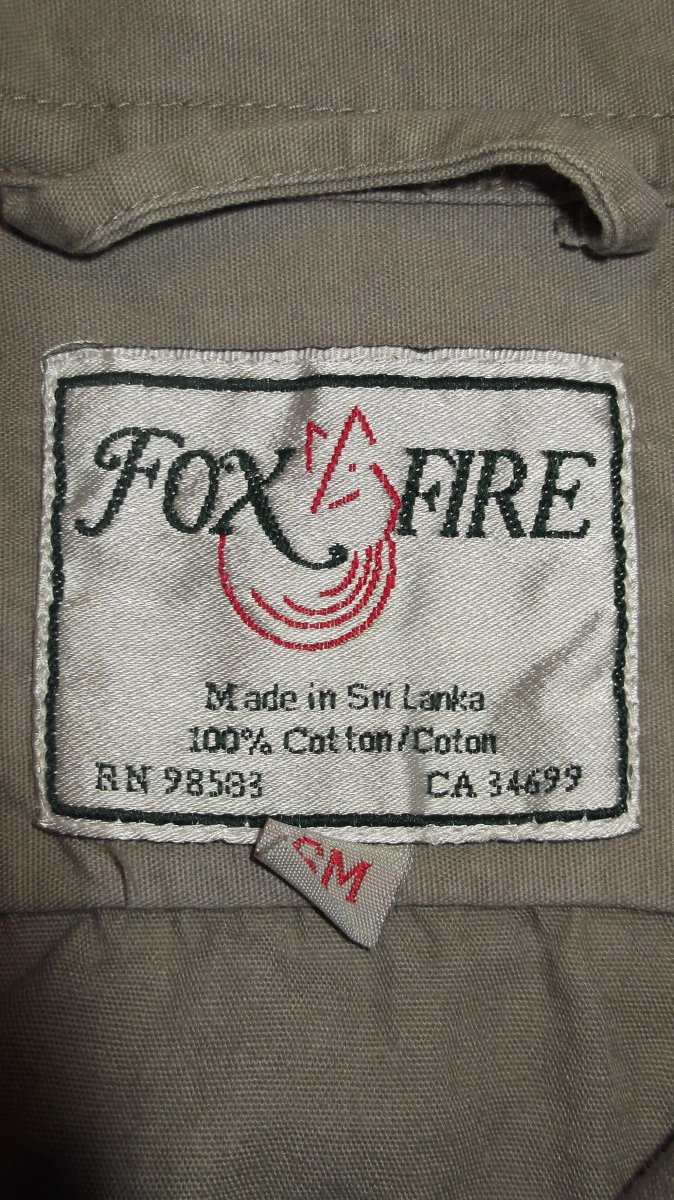 FOX FIRE
Made in Sri Lanka
100% Cotton/Coton
RN 98583 CA 34699
SM